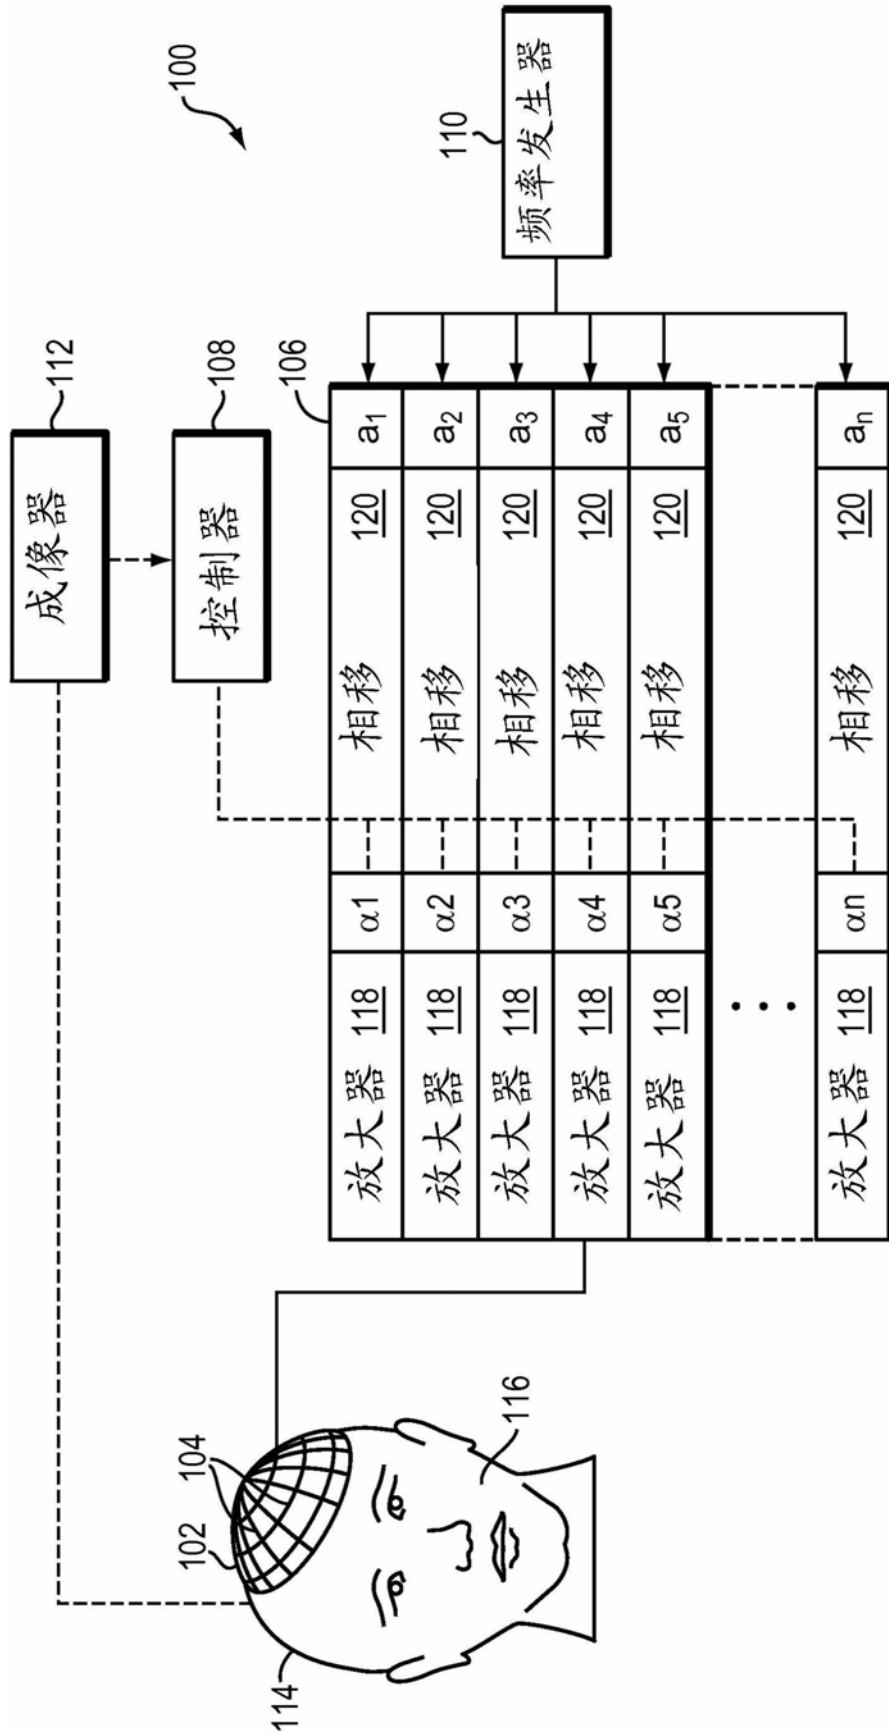 100
112
成像器
108
控制器
110
频率发生器
106
放大器 118 α1 相移 120 a1
放大器 118 α2 相移 120 a2
放大器 118 α3 相移 120 a3
放大器 118 α4 相移 120 a4
放大器 118 α5 相移 120 a5
...
放大器 118 αn 相移 120 an
102
104
114
116